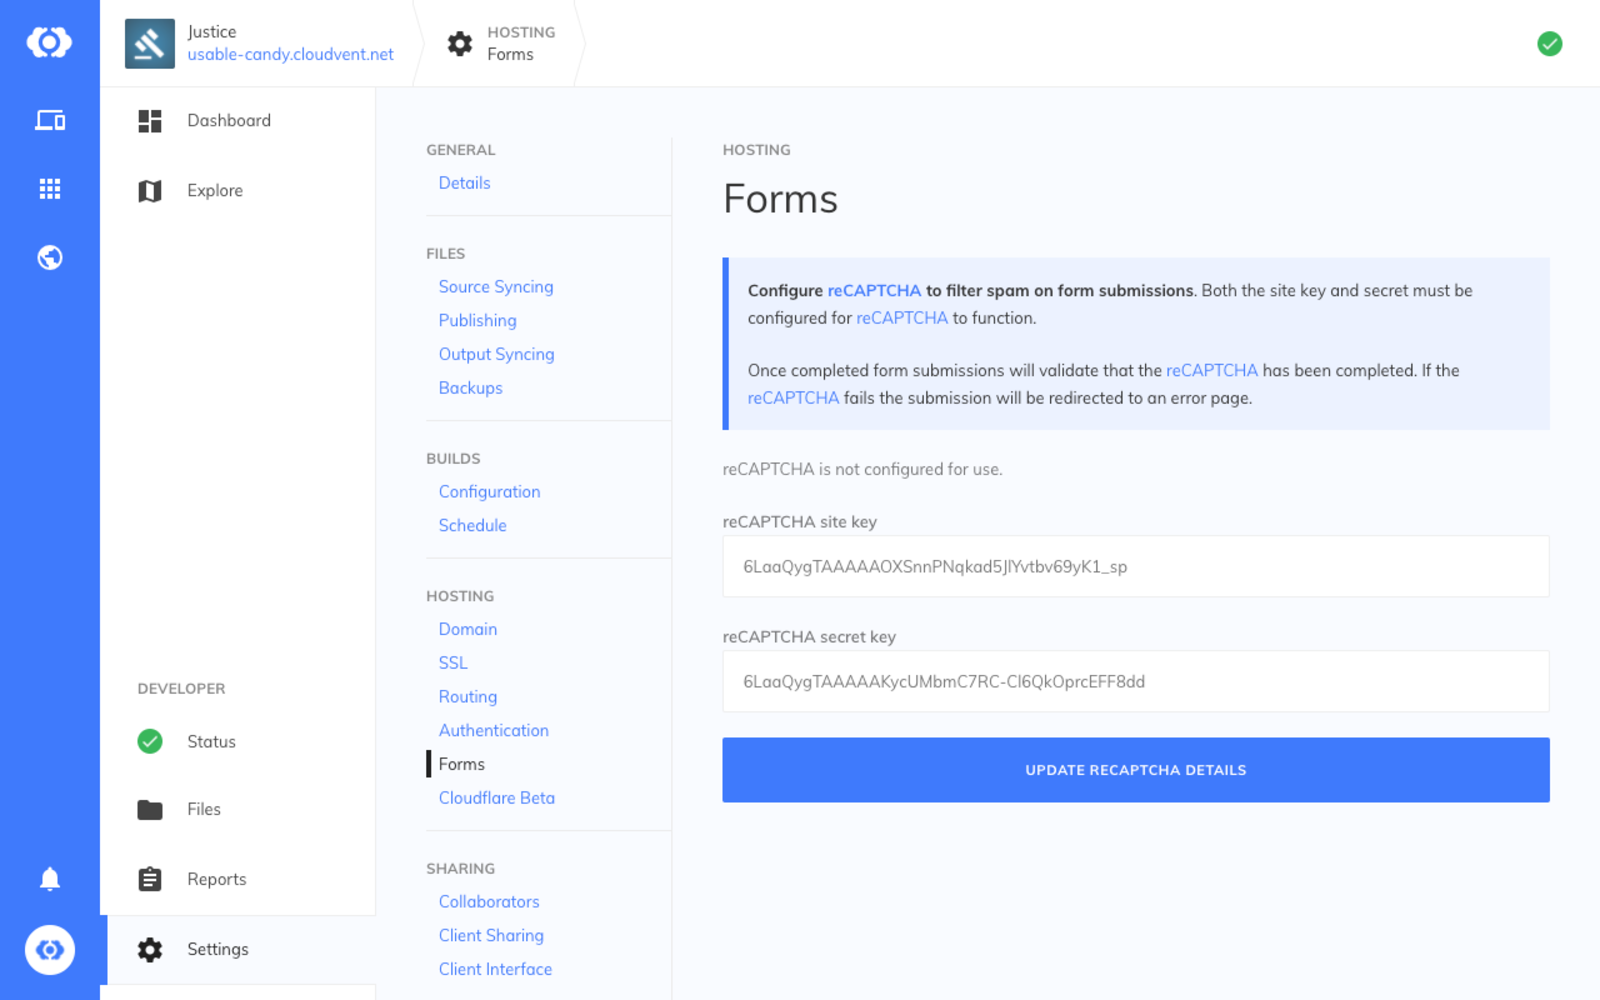 Justice
usable-candy.cloudvent.net
HOSTING
Forms
Dashboard
Explore
DEVELOPER
Status
Files
Reports
Settings
GENERAL
Details
FILES
Source Syncing
Publishing
Output Syncing
Backups
BUILDS
Configuration
Schedule
HOSTING
Domain
SSL
Routing
Authentication
Forms
Cloudflare Beta
SHARING
Collaborators
Client Sharing
Client Interface
HOSTING
Forms
Configure reCAPTCHA to filter spam on form submissions. Both the site key and secret must be
configured for reCAPTCHA to function.
Once completed form submissions will validate that the reCAPTCHA has been completed. If the
reCAPTCHA fails the submission will be redirected to an error page.
reCAPTCHA is not configured for use.
reCAPTCHA site key
6LaaQygTAAAAAOXSnnPNqkad5JlYvtbv69yK1_sp
reCAPTCHA secret key
6LaaQygTAAAAAKycUMbmC7RC-Cl6QkOprcEFF8dd
UPDATE RECAPTCHA DETAILS